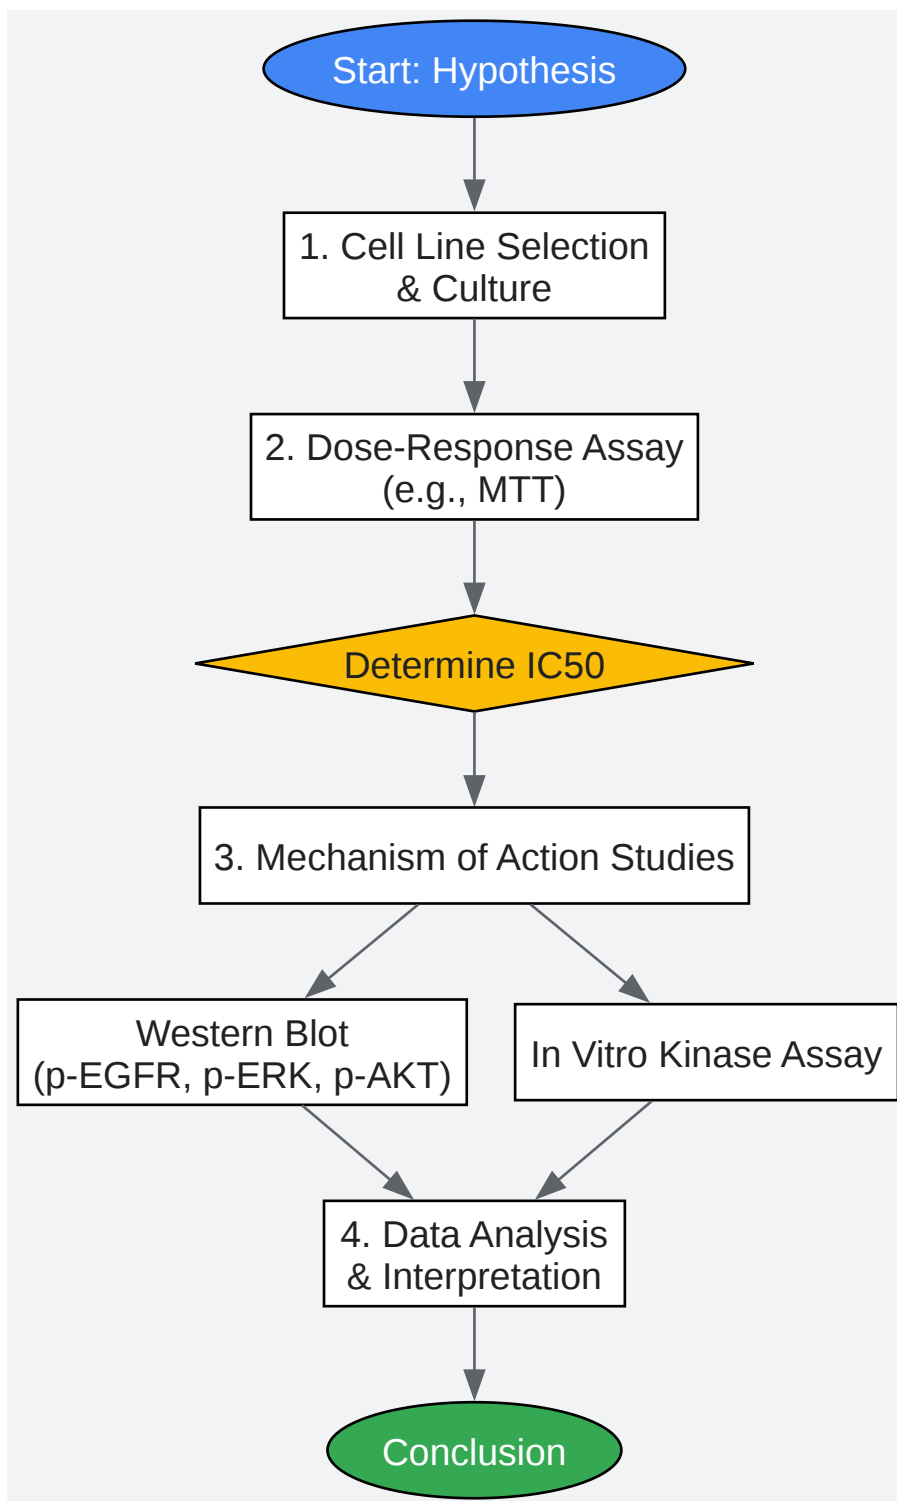 Start: Hypothesis
1. Cell Line Selection
& Culture
2. Dose-Response Assay
(e.g., MTT)
Determine IC50
3. Mechanism of Action Studies
Western Blot
(p-EGFR, p-ERK, p-AKT)
In Vitro Kinase Assay
4. Data Analysis
& Interpretation
Conclusion